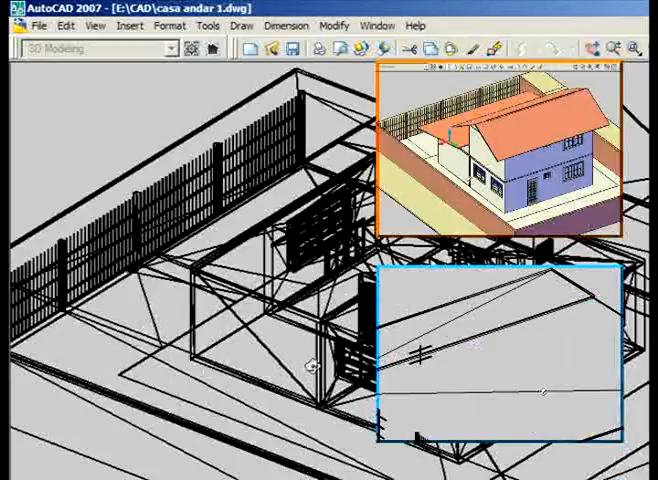 AutoCAD 2007 - [E:\CAD\casa andar 1.dwg]
File Edit View Insert Format Tools Draw Dimension Modify Window Help
3D Modeling